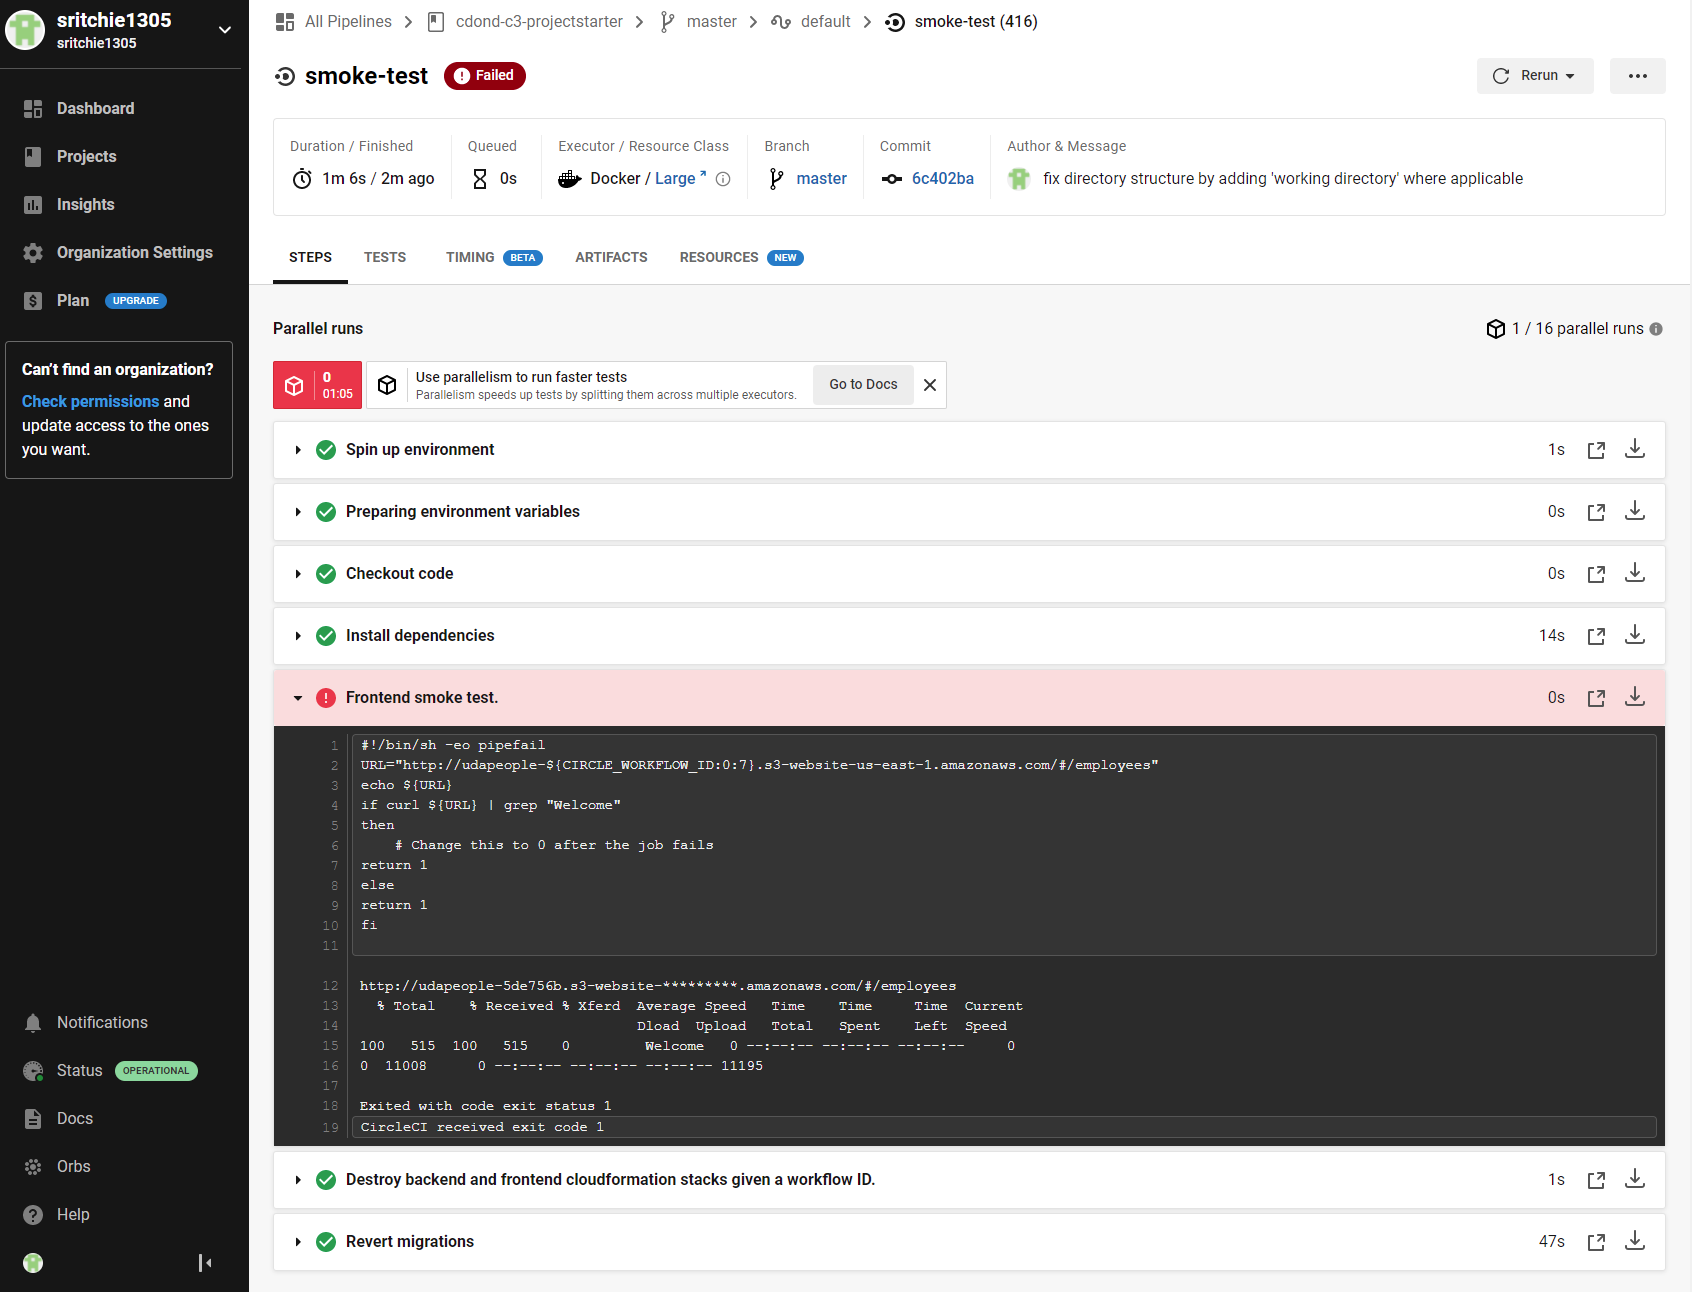 sritchie1305
sritchie1305
Dashboard
Projects
Insights
Organization Settings
Plan UPGRADE
Can't find an organization?
Check permissions and
update access to the ones
you want.
Notifications
Status OPERATIONAL
Docs
Orbs
Help
All Pipelines cdond-c3-projectstarter master default smoke-test (416)
smoke-test Failed Rerun
Duration / Finished Queued Executor / Resource Class Branch Commit Author & Message
1m 6s / 2m ago 0s Docker / Large master 6c402ba fix directory structure by adding 'working directory' where applicable
STEPS TESTS TIMING BETA ARTIFACTS RESOURCES NEW
Parallel runs 1 / 16 parallel runs
0
01:05
Use parallelism to run faster tests
Parallelism speeds up tests by splitting them across multiple executors.
Go to Docs
Spin up environment 1s
Preparing environment variables 0s
Checkout code 0s
Install dependencies 14s
Frontend smoke test. 0s
1 #!/bin/sh -eo pipefail
2 URL="http://udapeople-${CIRCLE_WORKFLOW_ID:0:7}.s3-website-us-east-1.amazonaws.com/#/employees"
3 echo ${URL}
4 if curl ${URL} | grep "Welcome"
5 then
6     # Change this to 0 after the job fails
7 return 1
8 else
9 return 1
10 fi
11
12 http://udapeople-5de756b.s3-website-*********.amazonaws.com/#/employees
13   % Total    % Received % Xferd  Average Speed   Time    Time     Time  Current
14                                  Dload  Upload   Total   Spent    Left  Speed
15 100   515  100   515    0         Welcome   0 --:--:-- --:--:-- --:--:--     0
16 0  11008      0 --:--:-- --:--:-- --:--:-- 11195
17
18 Exited with code exit status 1
19 CircleCI received exit code 1
Destroy backend and frontend cloudformation stacks given a workflow ID. 1s
Revert migrations 47s